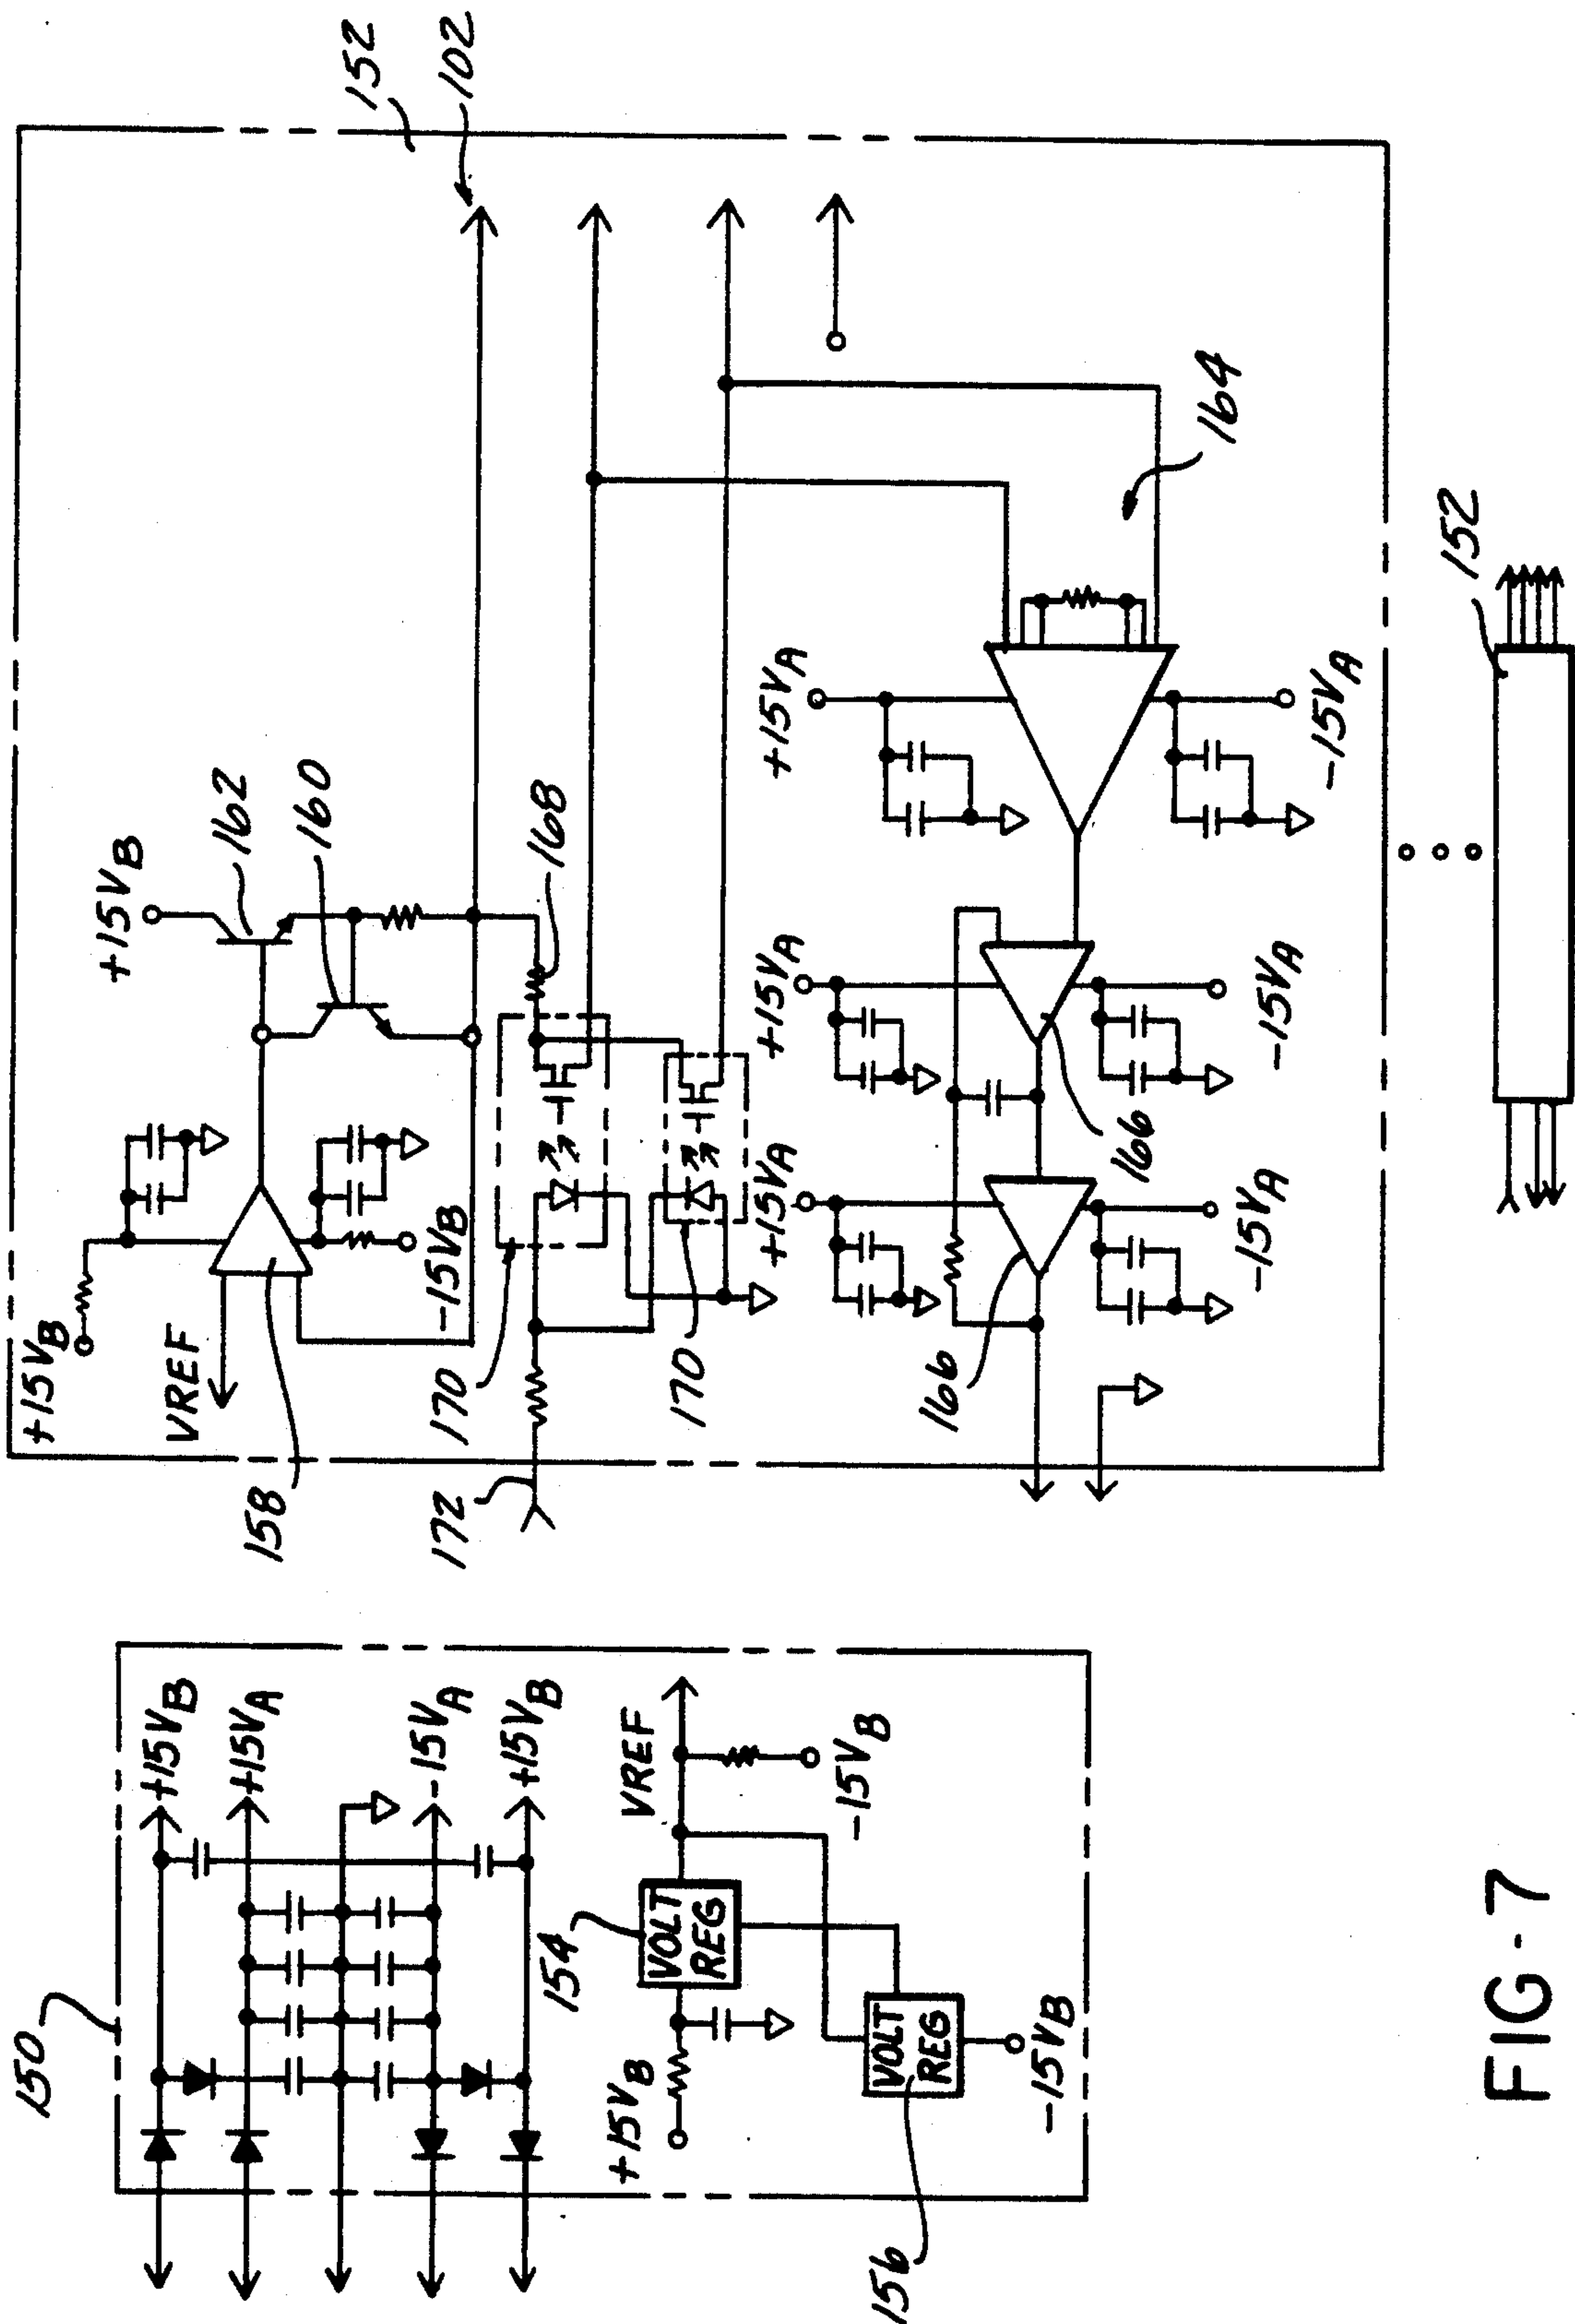 150
+15VB
+15VA
-15VA
+15VB
154
VOLT
REG
VREF
+15VB
-15VB
156
VOLT
REG
-15VB
152
102
+15VB
VREF
158
-15VB
+15VB
162
160
168
172
170
170
+15VA
+15VA
+15VA
166
166
-15VA
-15VA
-15VA
164
152
FIG-7